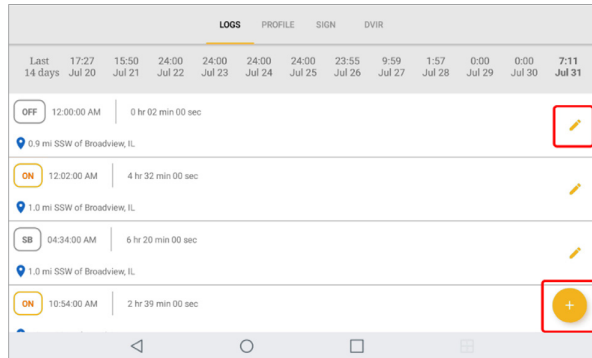 LOGS PROFILE SIGN DVIR
Last 17:27 15:50 24:00 24:00 24:00 24:00 23:55 9:59 1:57 0:00 0:00 7:11
14 days Jul 20 Jul 21 Jul 22 Jul 23 Jul 24 Jul 25 Jul 26 Jul 27 Jul 28 Jul 29 Jul 30 Jul 31
OFF 12:00:00 AM 0 hr 02 min 00 sec
0.9 mi SSW of Broadview, IL
ON 12:02:00 AM 4 hr 32 min 00 sec
1.0 mi SSW of Broadview, IL
SB 04:34:00 AM 6 hr 20 min 00 sec
1.0 mi SSW of Broadview, IL
ON 10:54:00 AM 2 hr 39 min 00 sec